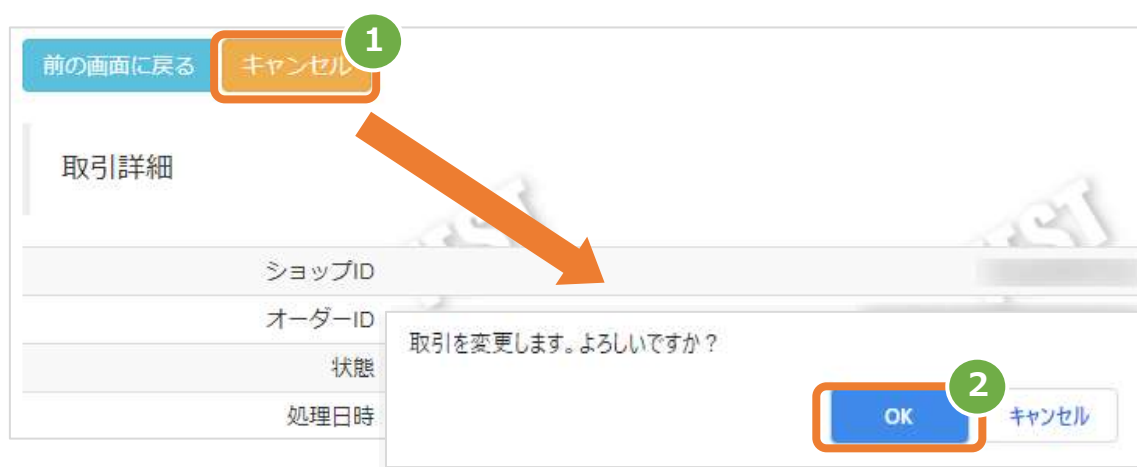 1
前の画面に戻る キャンセル
取引詳細
TEST
ショップID
オーダーID
取引を変更します。よろしいですか？
状態
2
処理日時
OK キャンセル